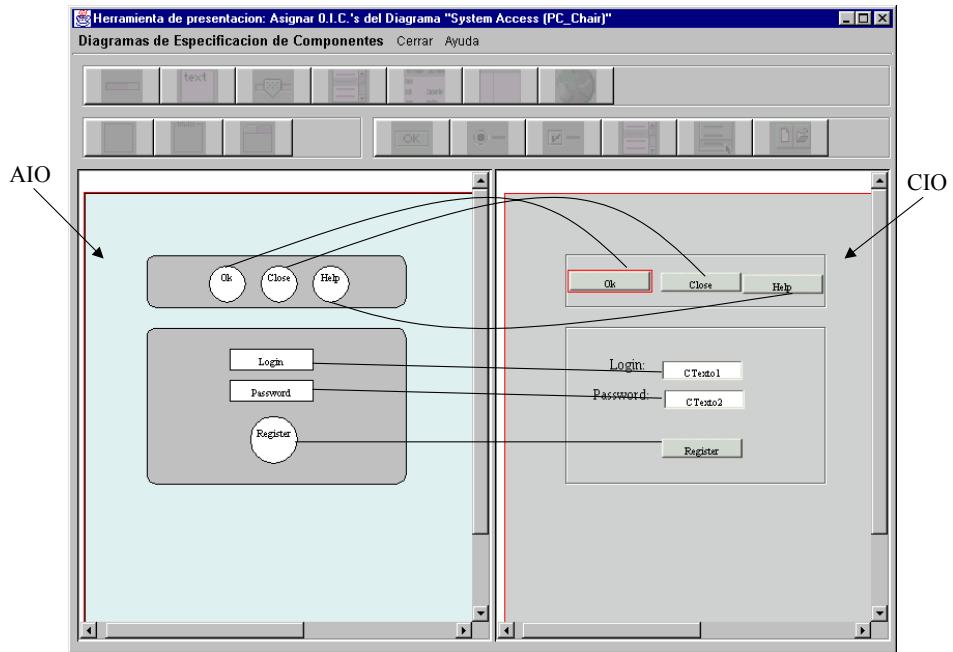 Herramienta de presentacion: Asignar O.I.C.'s del Diagrama "System Access (PC_Chair)"
Diagramas de Especificacion de Componentes Cerrar Ayuda
text
OK
AIO
CIO
Ok Close Help
Ok Close Help
Login
Password
Register
Login: CTexto1
Password: CTexto2
Register